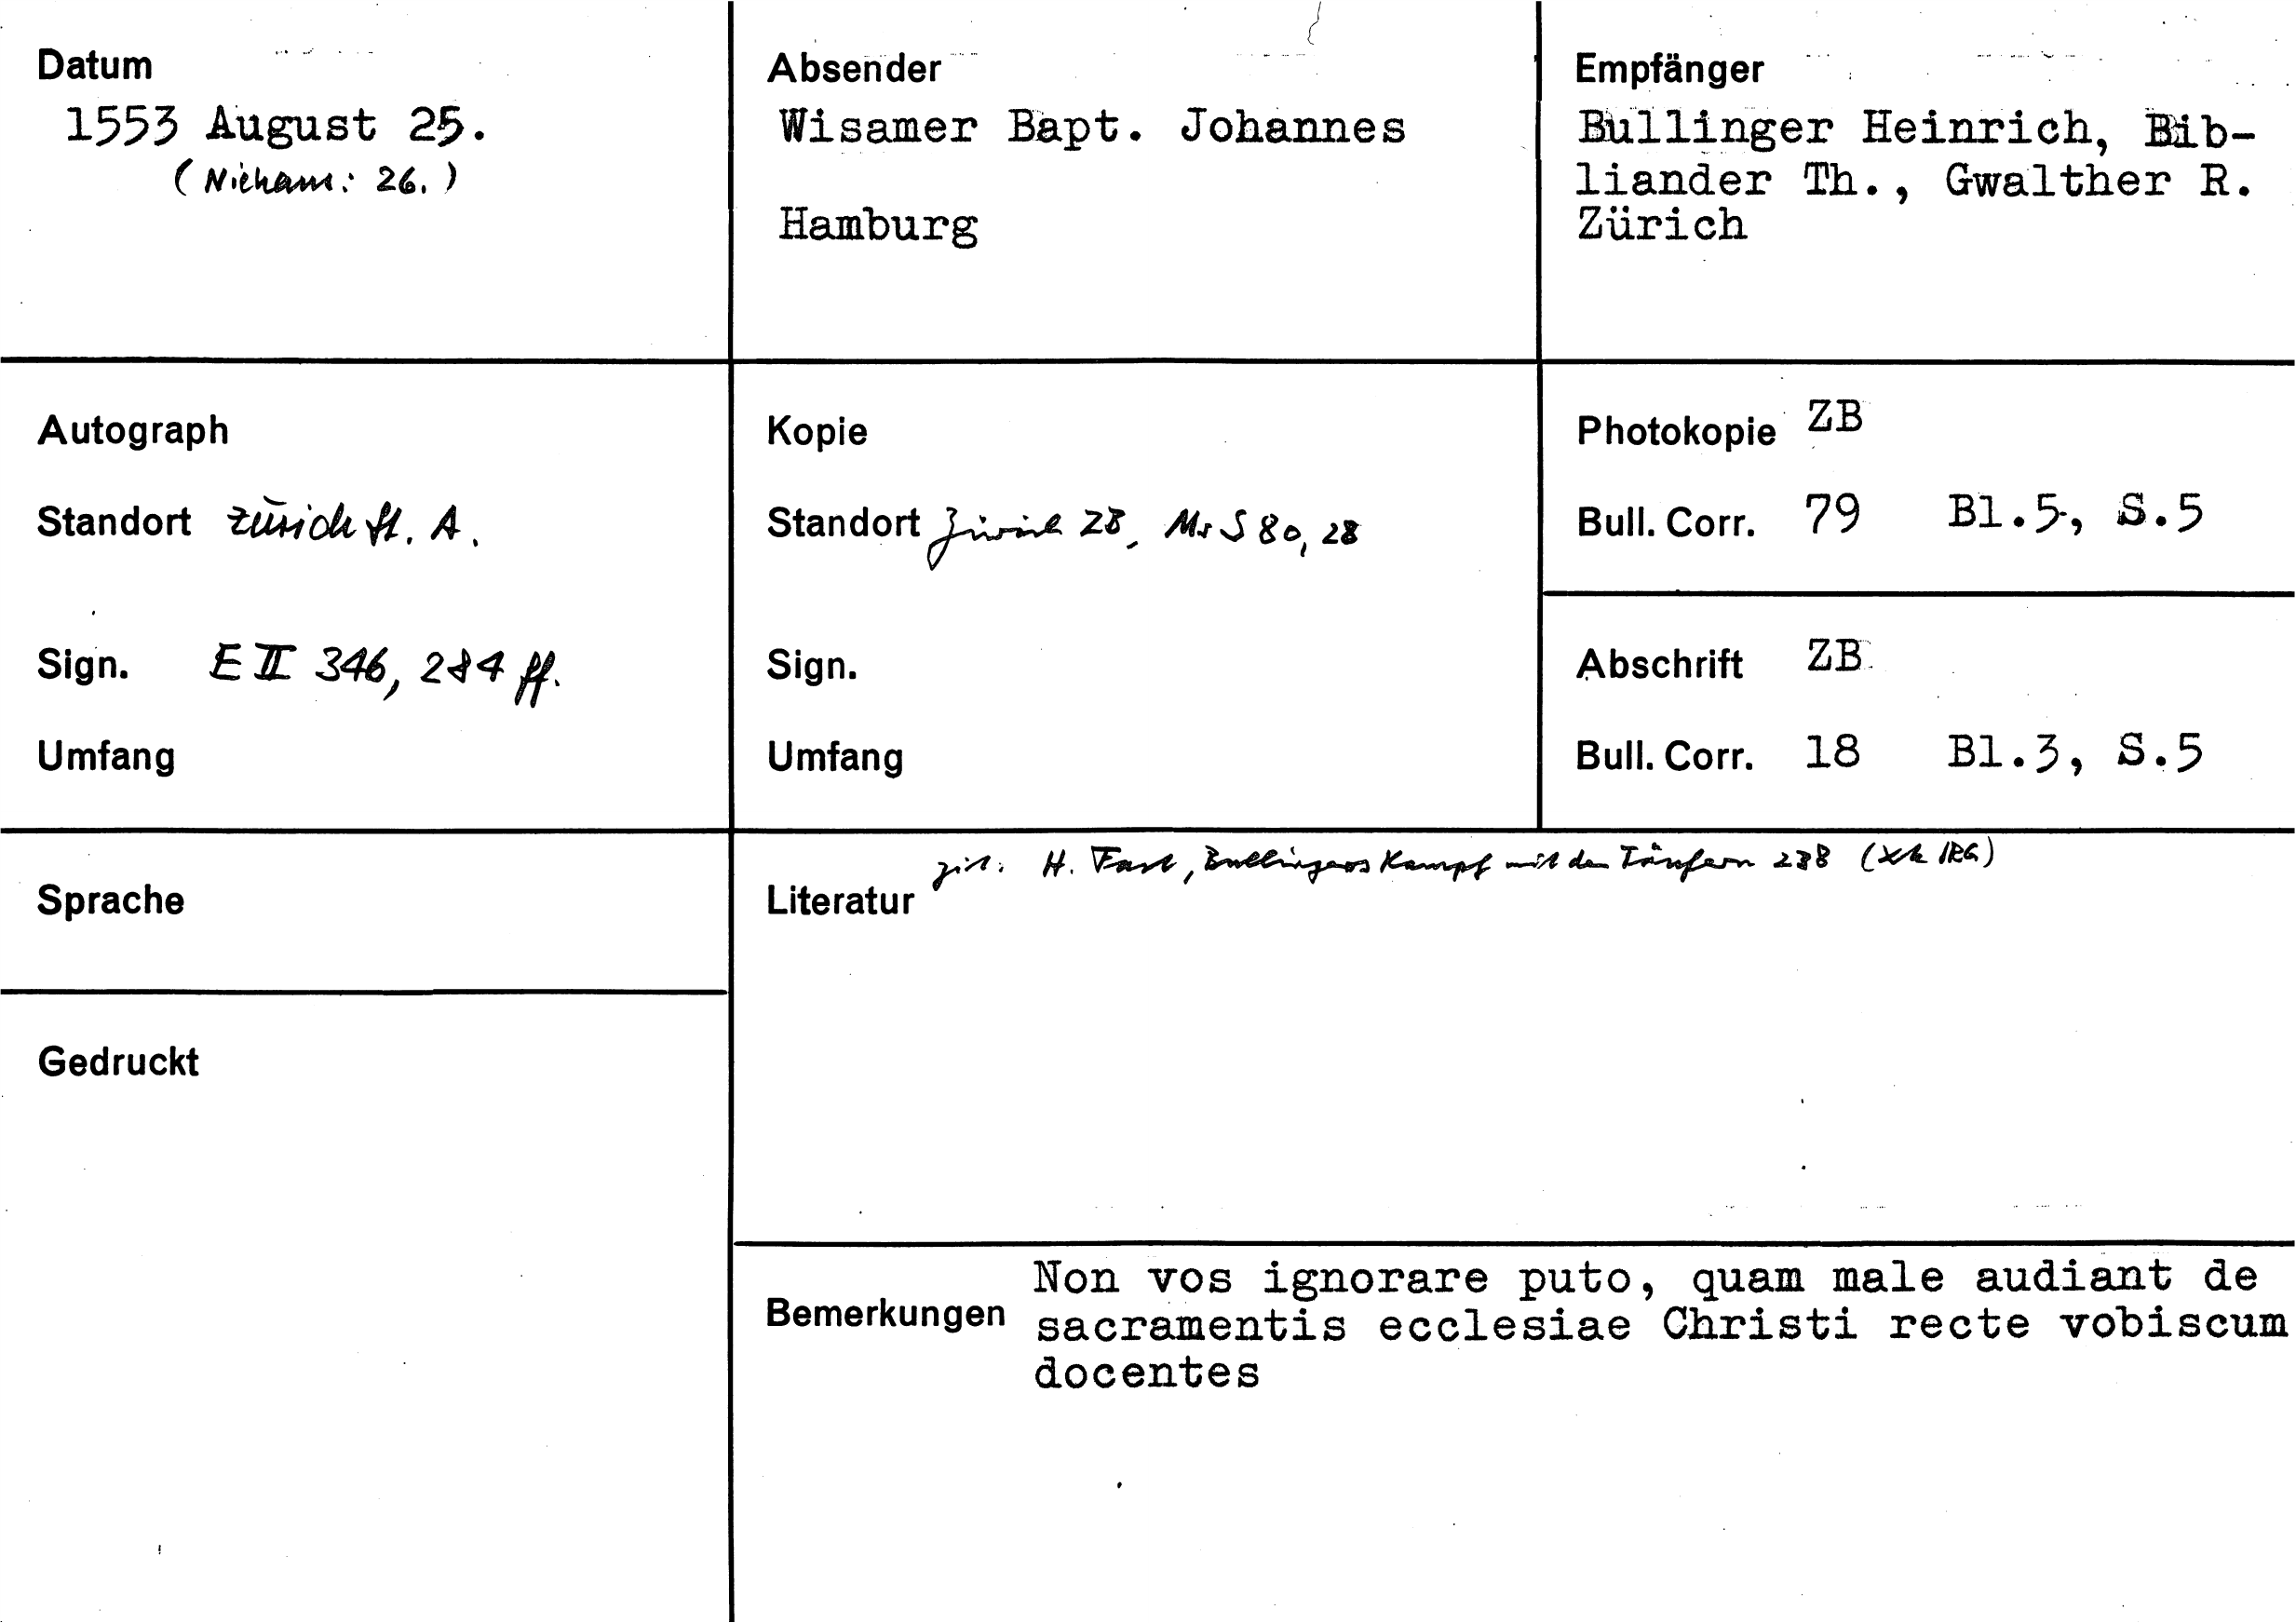 Datum
1553 August 25.
(Nieham: 26.)
Absender
Wisamer Bapt. Johannes
Hamburg
Empfänger
Bullinger Heinrich, Bib-
liander Th., Gwalther R.
Zürich
Autograph
Standort Zürich St. A.
Sign. E II 346, 284 ff.
Umfang
Kopie
Standort Zürich ZB, Ms S 80, 28
Sign.
Umfang
Photokopie ZB
Bull. Corr. 79 Bl.5, S.5
Abschrift ZB
Bull. Corr. 18 Bl.3, S.5
Sprache
Gedruckt
zit. H. Fast, Bullingers Kampf mit den Täufern 238
Literatur
Bemerkungen
Non vos ignorare puto, quam male audiant de
sacramentis ecclesiae Christi recte vobiscum
docentes